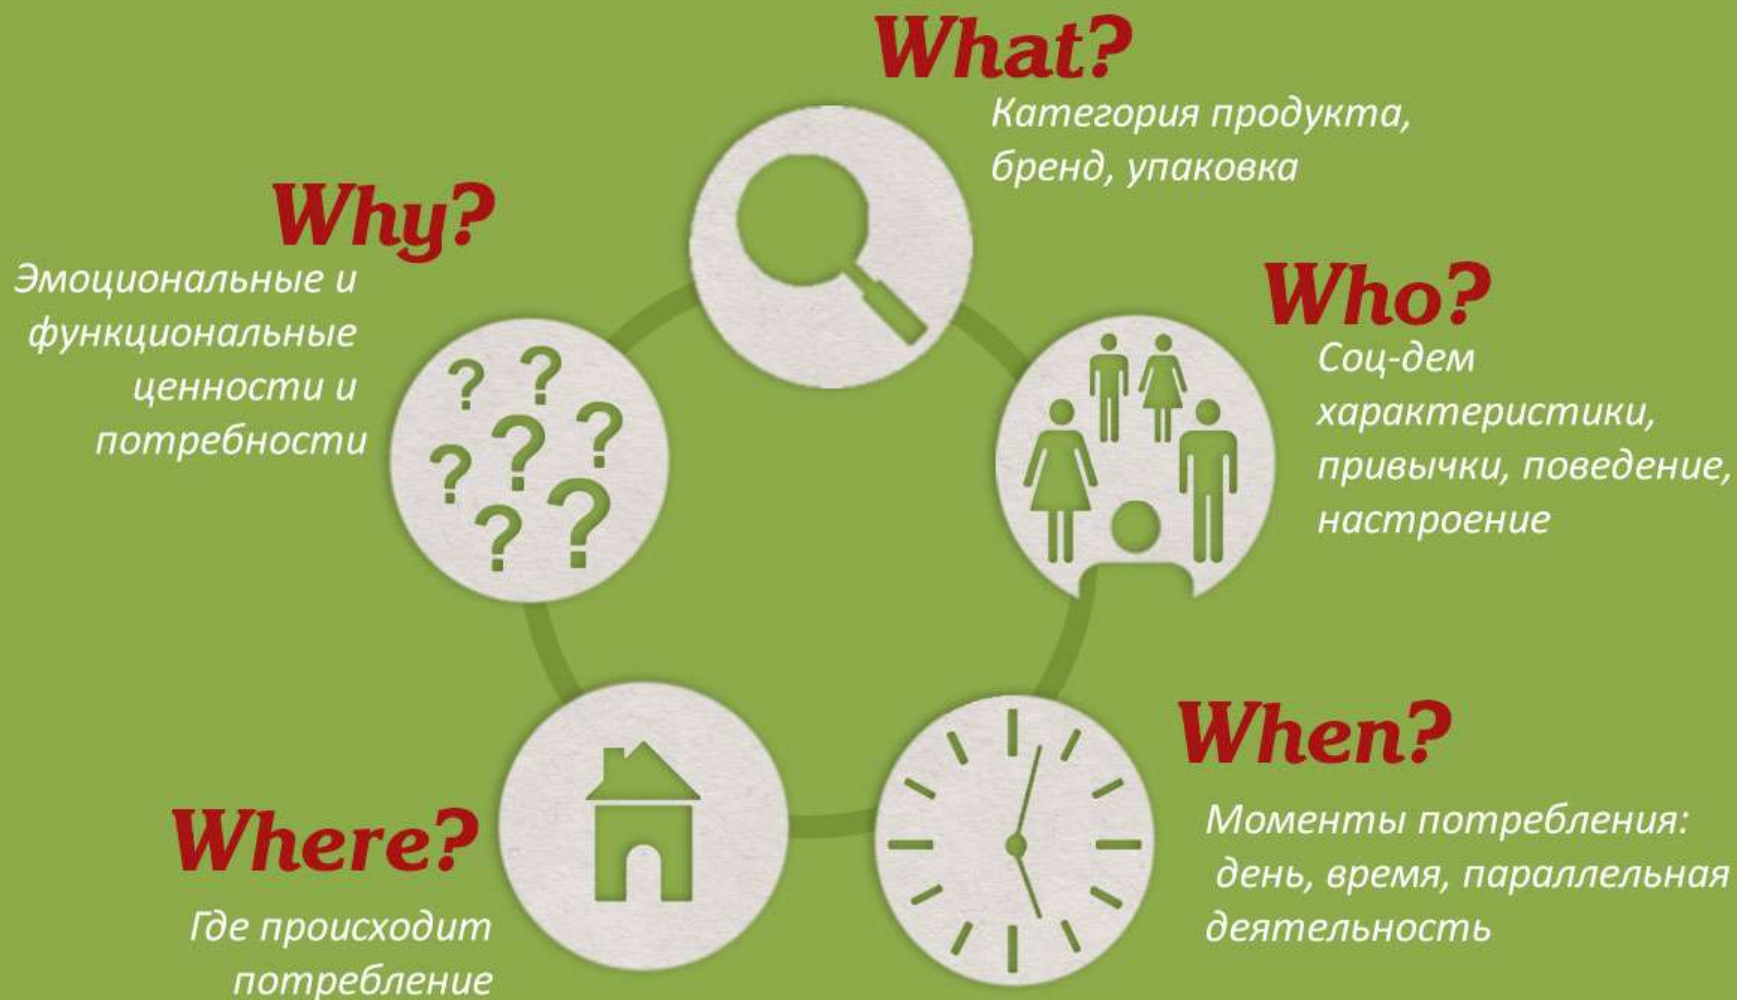 What?
Категория продукта,
бренд, упаковка
Why?
Эмоциональные и
функциональные
ценности и
потребности
Who?
Соц-дем
характеристики,
привычки, поведение,
настроение
When?
Моменты потребления:
день, время, параллельная
деятельность
Where?
Где происходит
потребление
? ? ? ? ? ? ? ?